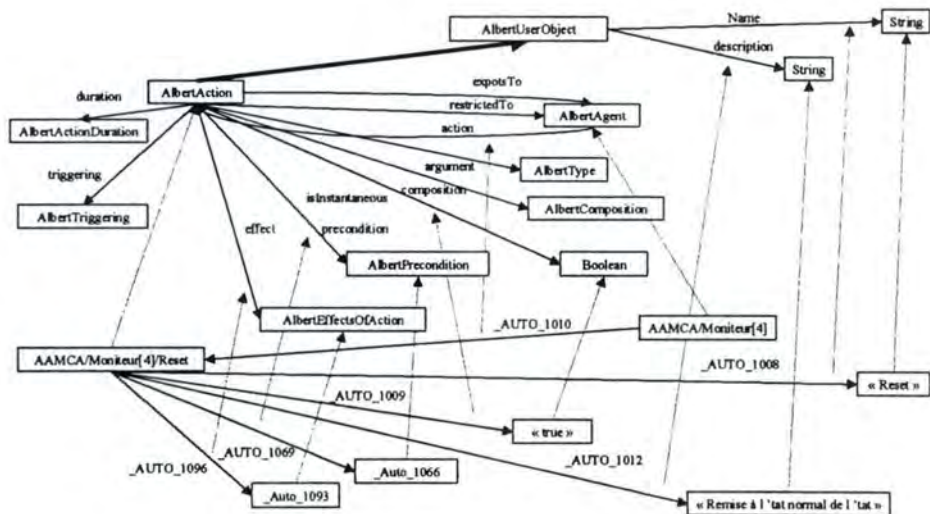 Name
String
AlbertUserObject
description
String
AlbertAction
expotsTo
duration
restrictedTo
AlbertAgent
AlbertActionDuration
action
argument
AlbertType
triggering
isInstantaneous
composition
AlbertTriggering
AlbertComposition
effect
precondition
AlbertPrecondition
Boolean
AlbertEffectsOfAction
_AUTO_1010
AAMCA/Moniteur[4]
AAMCA/Moniteur[4]/Reset
_AUTO_1008
« Reset »
_AUTO_1009
« true »
_AUTO_1096
_AUTO_1069
_Auto_1066
_AUTO_1012
_Auto_1093
« Remise à l 'tat normal de l 'tat »